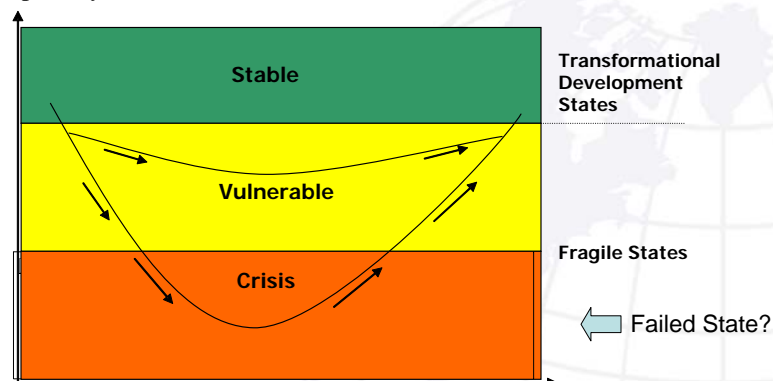 Stable
Transformational
Development
States
Vulnerable
Fragile States
Crisis
Failed State?